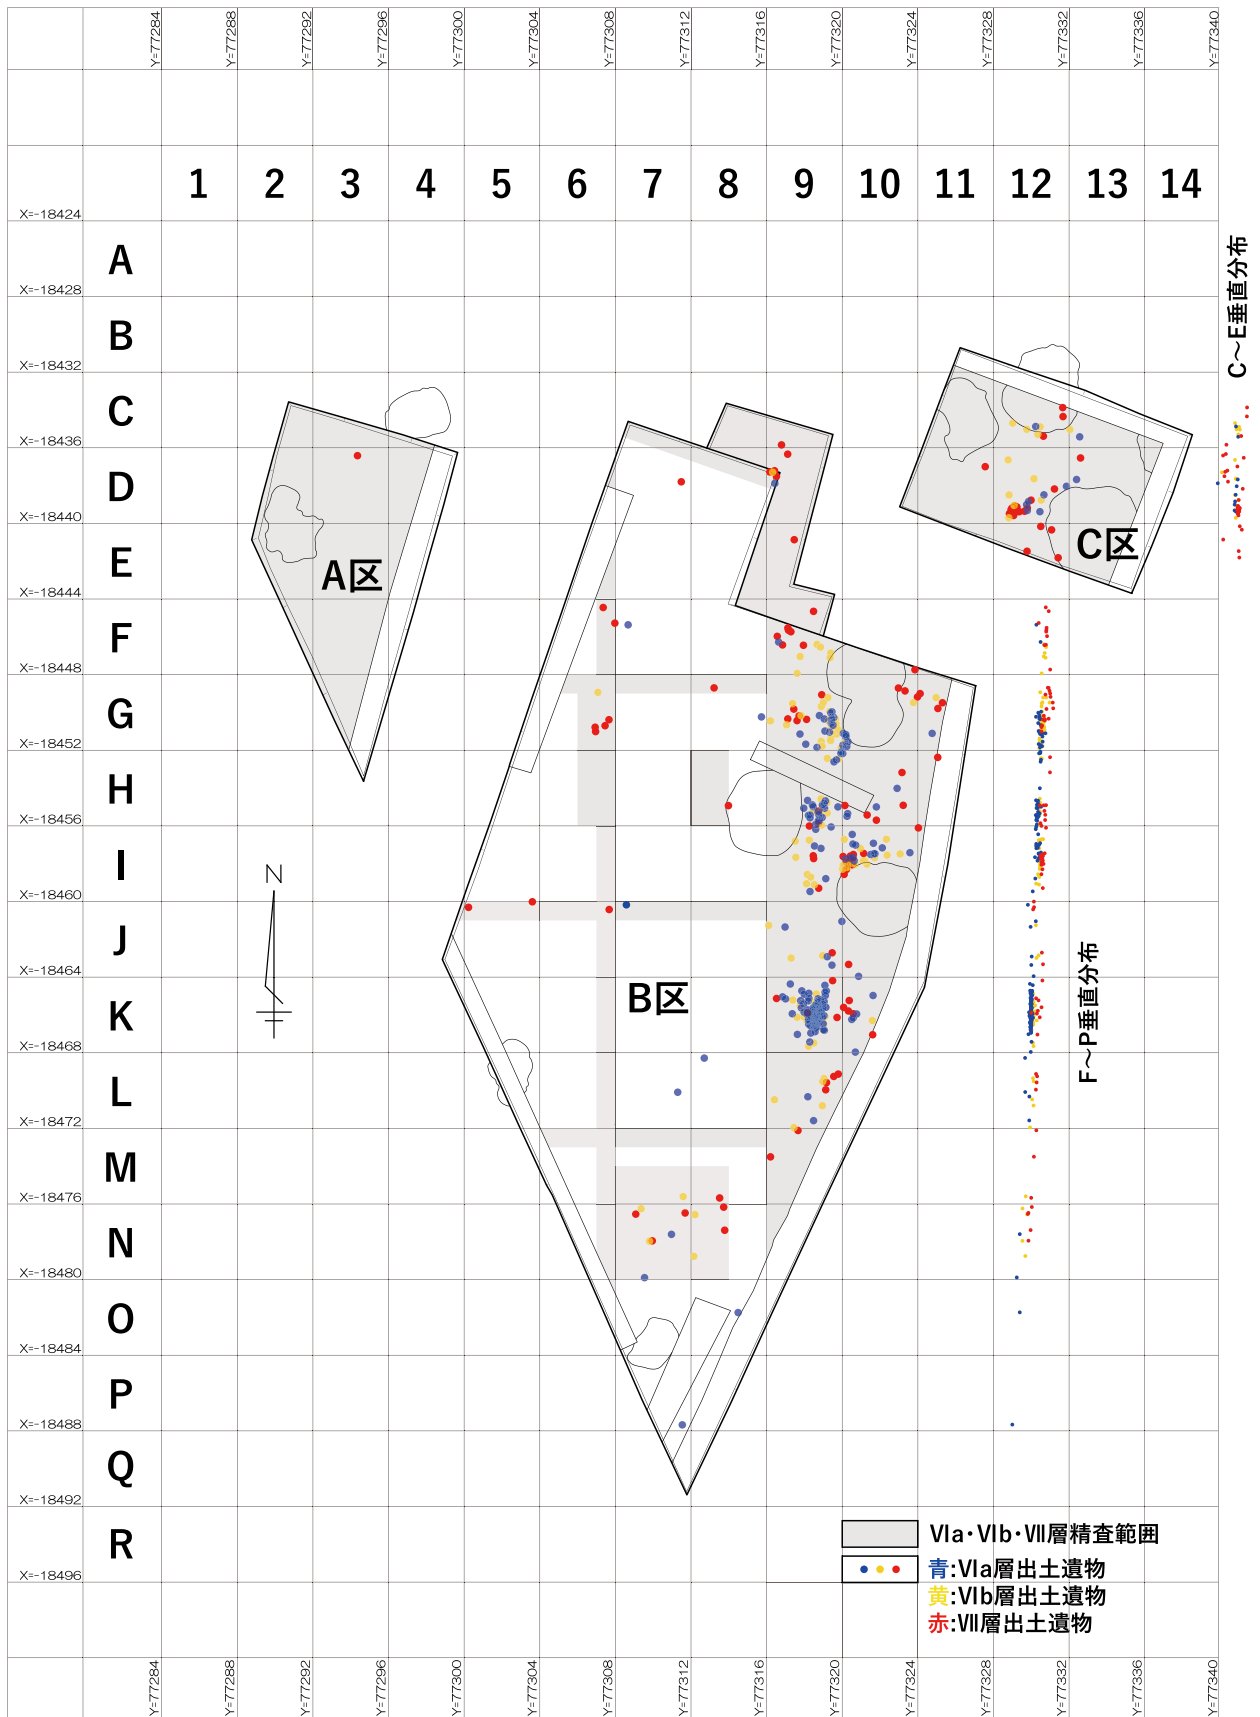 Y=77284 Y=77288 Y=77292 Y=77296 Y=77300 Y=77304 Y=77308 Y=77312 Y=77316 Y=77320 Y=77324 Y=77328 Y=77332 Y=77336 Y=77340
1 2 3 4 5 6 7 8 9 10 11 12 13 14
X=-18424
A
X=-18428
B
X=-18432
C
X=-18436
D
X=-18440
E
X=-18444
F
X=-18448
G
X=-18452
H
X=-18456
I
X=-18460
J
X=-18464
K
X=-18468
L
X=-18472
M
X=-18476
N
X=-18480
O
X=-18484
P
X=-18488
Q
X=-18492
R
X=-18496
A区
B区
C区
N
C～E垂直分布
F～P垂直分布
Ⅵa・Ⅵb・Ⅶ層精査範囲
青:Ⅵa層出土遺物
黄:Ⅵb層出土遺物
赤:Ⅶ層出土遺物
Y=77284 Y=77288 Y=77292 Y=77296 Y=77300 Y=77304 Y=77308 Y=77312 Y=77316 Y=77320 Y=77324 Y=77328 Y=77332 Y=77336 Y=77340